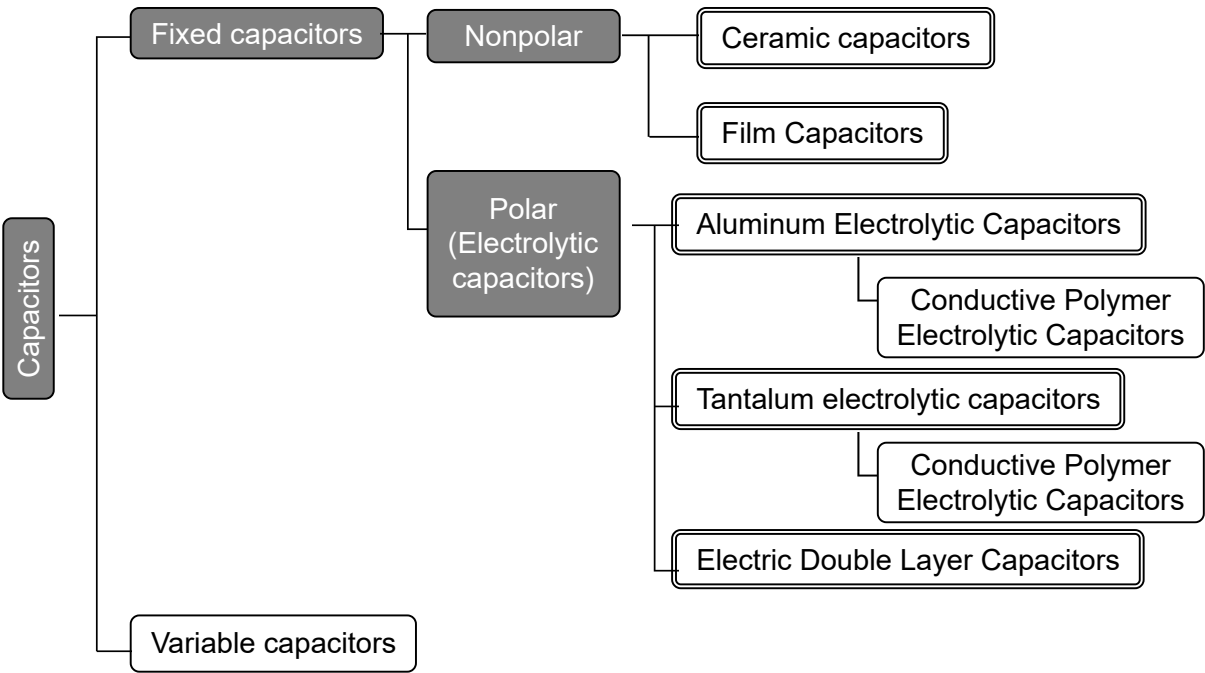 Capacitors
Fixed capacitors
Nonpolar
Ceramic capacitors
Film Capacitors
Polar
(Electrolytic
capacitors)
Aluminum Electrolytic Capacitors
Conductive Polymer
Electrolytic Capacitors
Tantalum electrolytic capacitors
Conductive Polymer
Electrolytic Capacitors
Electric Double Layer Capacitors
Variable capacitors